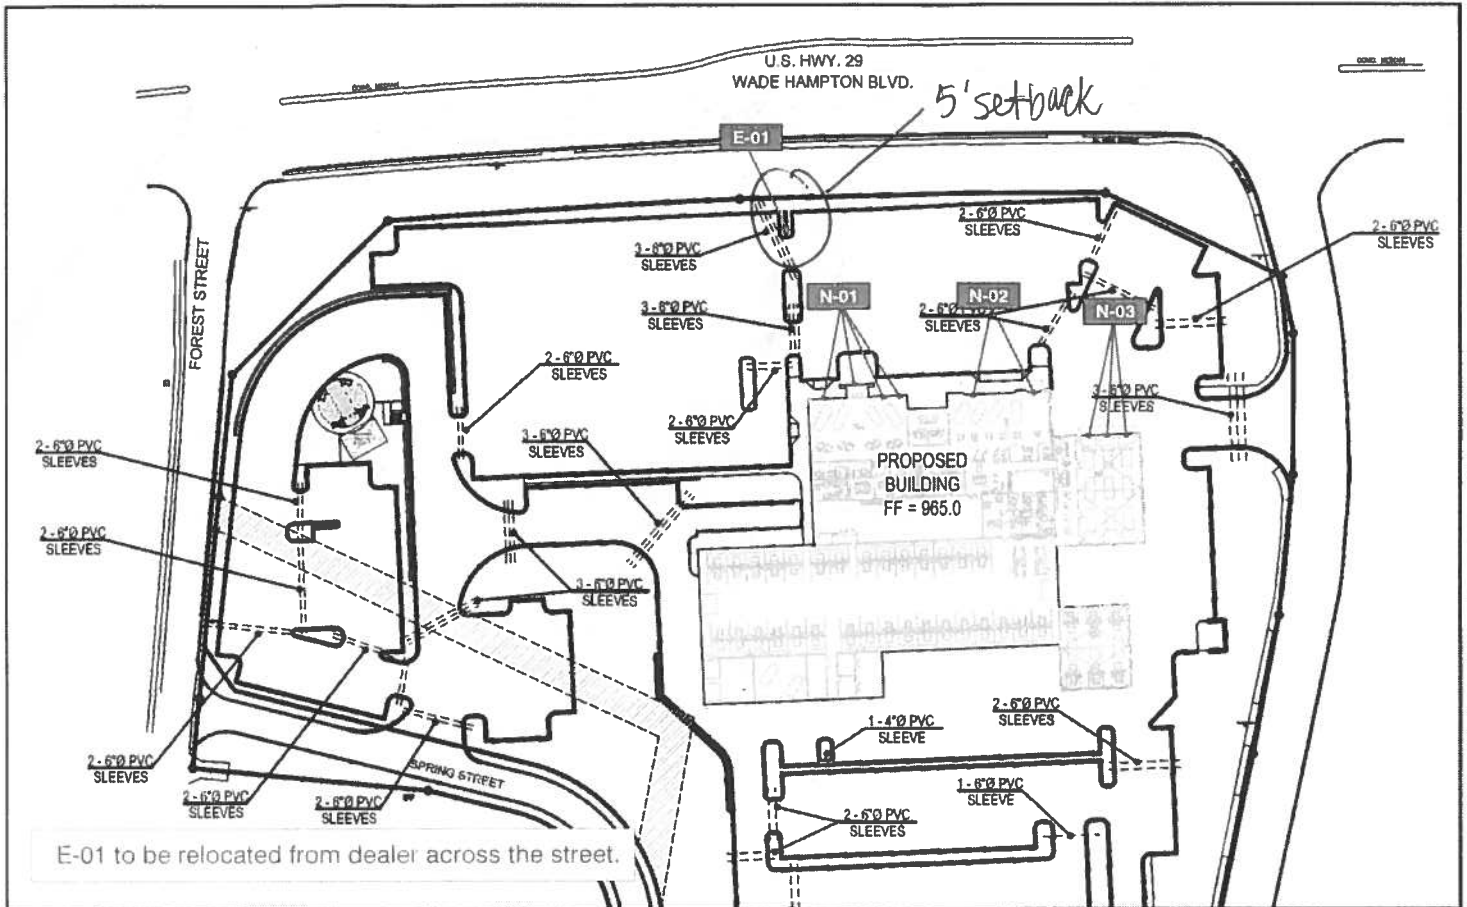 CONC. MEDIAN
U.S. HWY. 29
WADE HAMPTON BLVD.
CONC. MEDIAN
5' setback
E-01
FOREST STREET
2 - 6"Ø PVC
SLEEVES
2 - 6"Ø PVC
SLEEVES
3 - 6"Ø PVC
SLEEVES
N-01
N-02
N-03
3 - 6"Ø PVC
SLEEVES
2 - 6"Ø
SLEEVES
2 - 6"Ø PVC
SLEEVES
3 - 6"Ø PVC
SLEEVES
2 - 6"Ø PVC
SLEEVES
3 - 6"Ø PVC
SLEEVES
2 - 6"Ø PVC
SLEEVES
PROPOSED
BUILDING
FF = 965.0
2 - 6"Ø PVC
SLEEVES
3 - 6"Ø PVC
SLEEVES
2 - 6"Ø PVC
SLEEVES
1 - 4"Ø PVC
SLEEVE
2 - 6"Ø PVC
SLEEVES
SPRING STREET
2 - 6"Ø PVC
SLEEVES
2 - 6"Ø PVC
SLEEVES
1 - 6"Ø PVC
SLEEVE
2 - 6"Ø PVC
SLEEVES
E-01 to be relocated from dealer across the street.